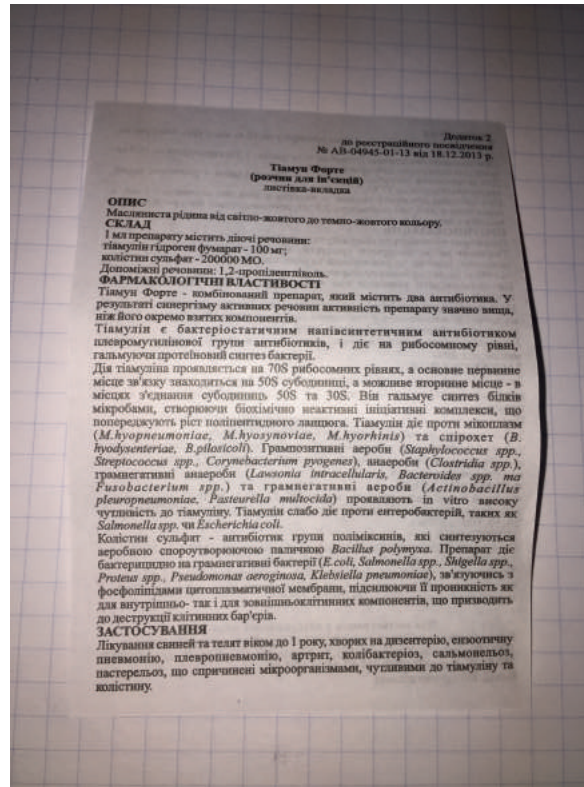 Додаток 2
до реєстраційного посвідчення
№ АВ-04945-01-13 від 18.12.2013 р.
Тіамун Форте
(розчин для ін'єкцій)
листівка-вкладка
ОПИС
Масляниста рідина від світло-жовтого до темно-жовтого кольору.
СКЛАД
1 мл препарату містить діючі речовини:
тіамулін гідроген фумарат - 100 мг;
колістин сульфат - 200000 МО.
Допоміжні речовини: 1,2-пропіленгліколь.
ФАРМАКОЛОГІЧНІ ВЛАСТИВОСТІ
Тіамун Форте - комбінований препарат, який містить два антибіотика. У
результаті синергізму активних речовин активність препарату значно вища,
ніж його окремо взятих компонентів.
Тіамулін є бактеріостатичним напівсинтетичним антибіотиком
плевромутилінової групи антибіотиків, і діє на рибосомному рівні,
гальмуючи протеїновий синтез бактерії.
Дія тіамуліна проявляється на 70S рибосомних рівнях, а основне первинне
місце зв'язку знаходиться на 50S субодиниці, а можливе вторинне місце - в
місцях з'єднання субодиниць 50S та 30S. Він гальмує синтез білків
мікробами, створюючи біохімічно неактивні ініціативні комплекси, що
попереджують ріст поліпептидного ланцюга. Тіамулін діє проти мікоплазм
(M.hyopneumoniae, M.hyosynoviae, M.hyorhinis) та спірохет (B.
hyodysenteriae, B.pilosicoli). Грампозитивні аероби (Staphylococcus spp.,
Streptococcus spp., Corynebacterium pyogenes), анаероби (Clostridia spp.),
грамнегативні анаероби (Lawsonia intracellularis, Bacteroides spp. та
Fusobacterium spp.) та грамнегативні аероби (Actinobacillus
pleuropneumoniae, Pasteurella multocida) проявляють in vitro високу
чутливість до тіамуліну. Тіамулін слабо діє проти ентеробактерій, таких як
Salmonella spp. чи Escherichia coli.
Колістин сульфат - антибіотик групи поліміксинів, які синтезуються
аеробною спороутворюючою паличкою Bacillus polymyxa. Препарат діє
бактерицидно на грамнегативні бактерії (E.coli, Salmonella spp., Shigella spp.,
Proteus spp., Pseudomonas aeroginosa, Klebsiella pneumoniae), зв'язуючись з
фосфоліпідами цитоплазматичної мембрани, підсилюючи її проникність як
для внутрішньо- так і для зовнішньоклітинних компонентів, що призводить
до деструкції клітинних бар'єрів.
ЗАСТОСУВАННЯ
Лікування свиней та телят віком до 1 року, хворих на дизентерію, ензоотичну
пневмонію, плевропневмонію, артрит, колібактеріоз, сальмонельоз,
пастерельоз, що спричинені мікроорганізмами, чутливими до тіамуліну та
колістину.